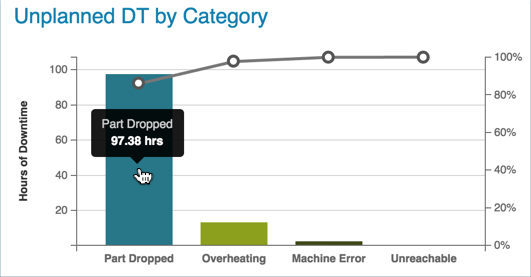 Unplanned DT by Category
Hours of Downtime
100
80
60
40
20
100%
80%
60%
40%
20%
0%
Part Dropped
97.38 hrs
Part Dropped
Overheating
Machine Error
Unreachable